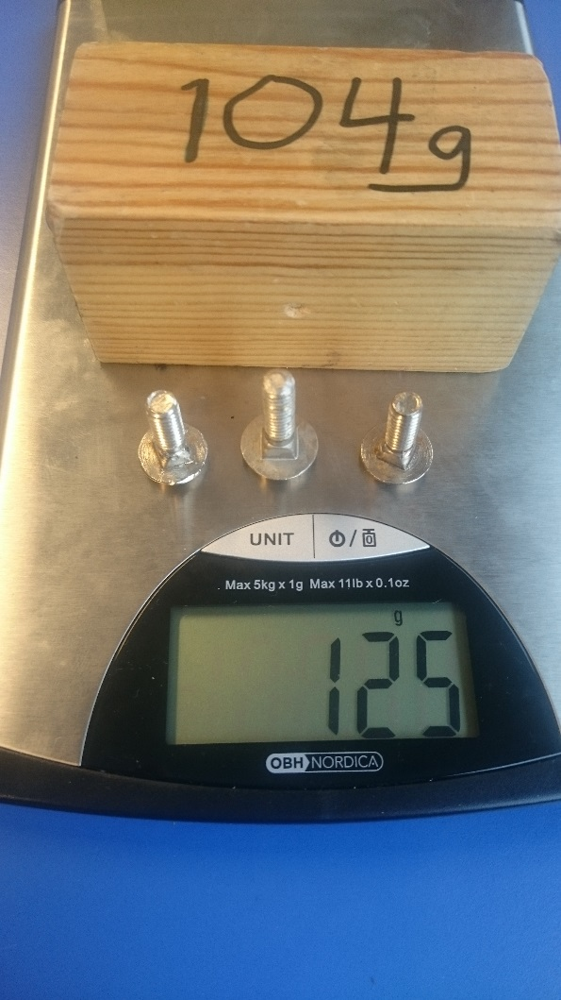 104g
UNIT
Max 5kg x 1g Max 11lb x 0.1oz
g
125
OBH NORDICA